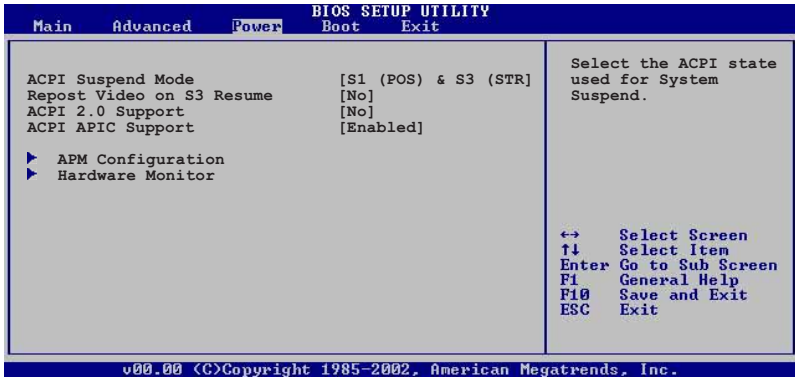 BIOS SETUP UTILITY
Main Advanced Power Boot Exit
ACPI Suspend Mode [S1 (POS) & S3 (STR]
Repost Video on S3 Resume [No]
ACPI 2.0 Support [No]
ACPI APIC Support [Enabled]
APM Configuration
Hardware Monitor
Select the ACPI state
used for System
Suspend.
↔ Select Screen
↑↓ Select Item
Enter Go to Sub Screen
F1 General Help
F10 Save and Exit
ESC Exit
v00.00 (C)Copyright 1985-2002, American Megatrends, Inc.